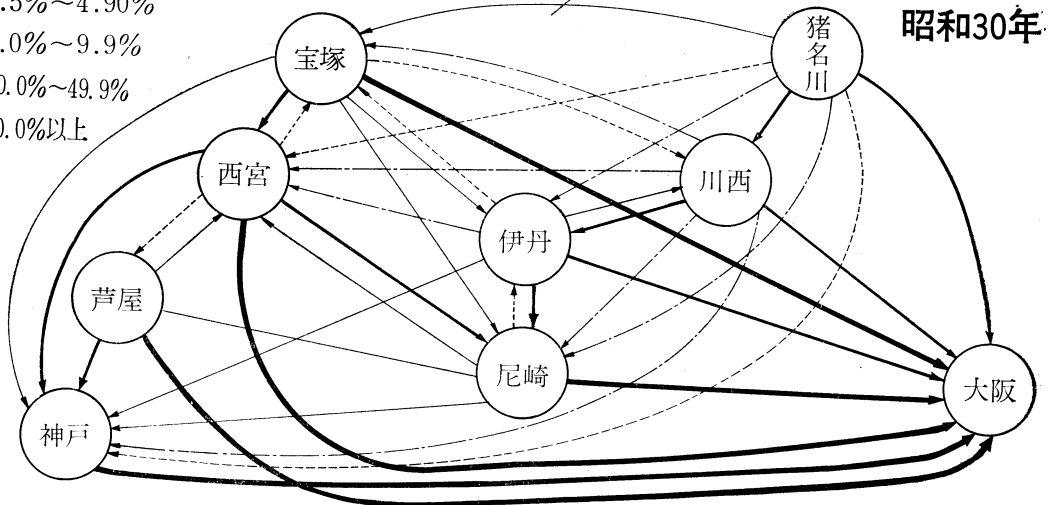 .5%～4.90%
.0%～9.9%
0.0%～49.9%
0.0%以上
昭和30年
宝塚
猪名川
西宮
川西
伊丹
芦屋
尼崎
大阪
神戸